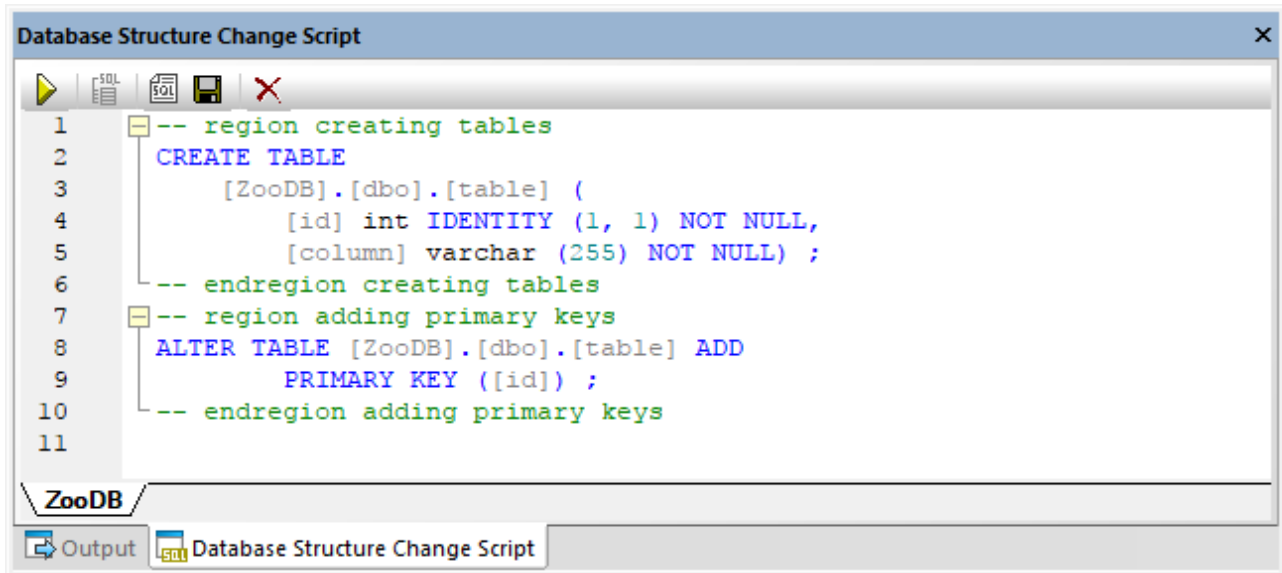 Database Structure Change Script
SQL
SQL
1 -- region creating tables
2 CREATE TABLE
3 [ZooDB].[dbo].[table] (
4 [id] int IDENTITY (1, 1) NOT NULL,
5 [column] varchar (255) NOT NULL) ;
6 -- endregion creating tables
7 -- region adding primary keys
8 ALTER TABLE [ZooDB].[dbo].[table] ADD
9 PRIMARY KEY ([id]) ;
10 -- endregion adding primary keys
11
ZooDB
Output SQL Database Structure Change Script